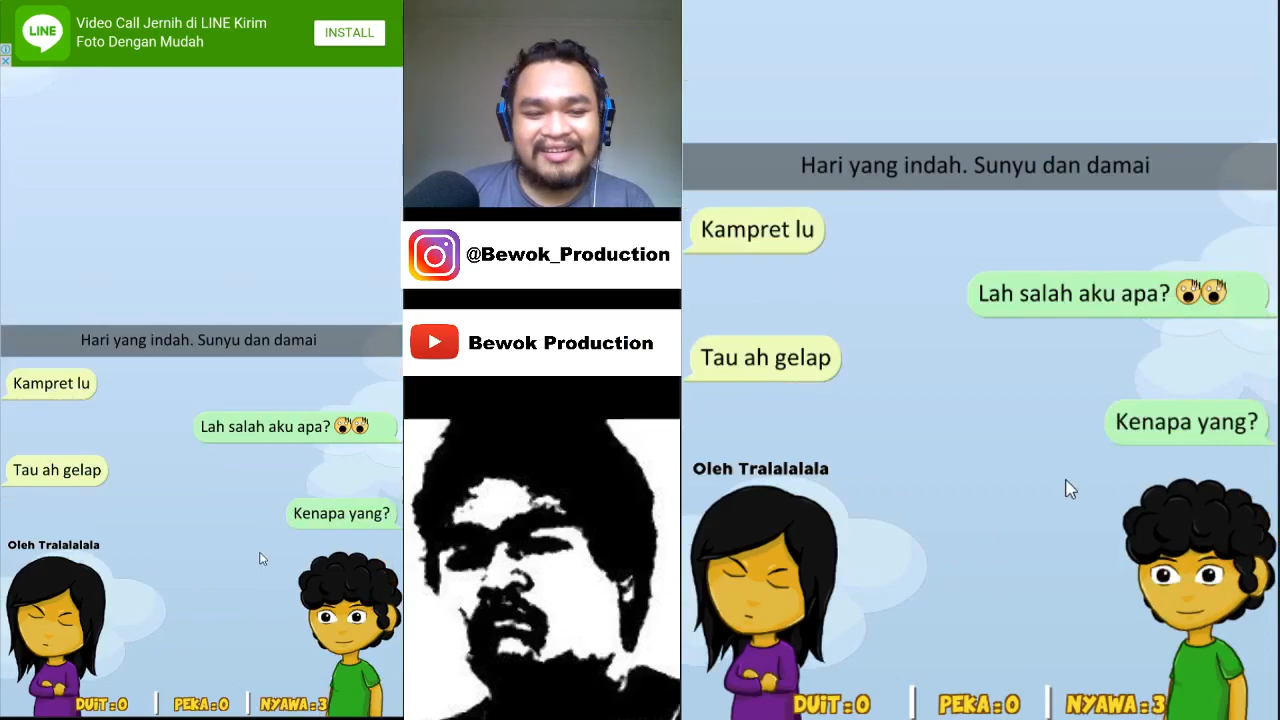 LINE
Video Call Jernih di LINE Kirim
Foto Dengan Mudah
INSTALL
Hari yang indah. Sunyu dan damai
Kampret lu
Lah salah aku apa? 😱😱
Tau ah gelap
Kenapa yang?
Oleh Tralalalala
DUIT:0 | PEKA:0 | NYAWA:3
@Bewok_Production
Bewok Production
Hari yang indah. Sunyu dan damai
Kampret lu
Lah salah aku apa? 😱😱
Tau ah gelap
Kenapa yang?
Oleh Tralalalala
DUIT:0 | PEKA:0 | NYAWA:3